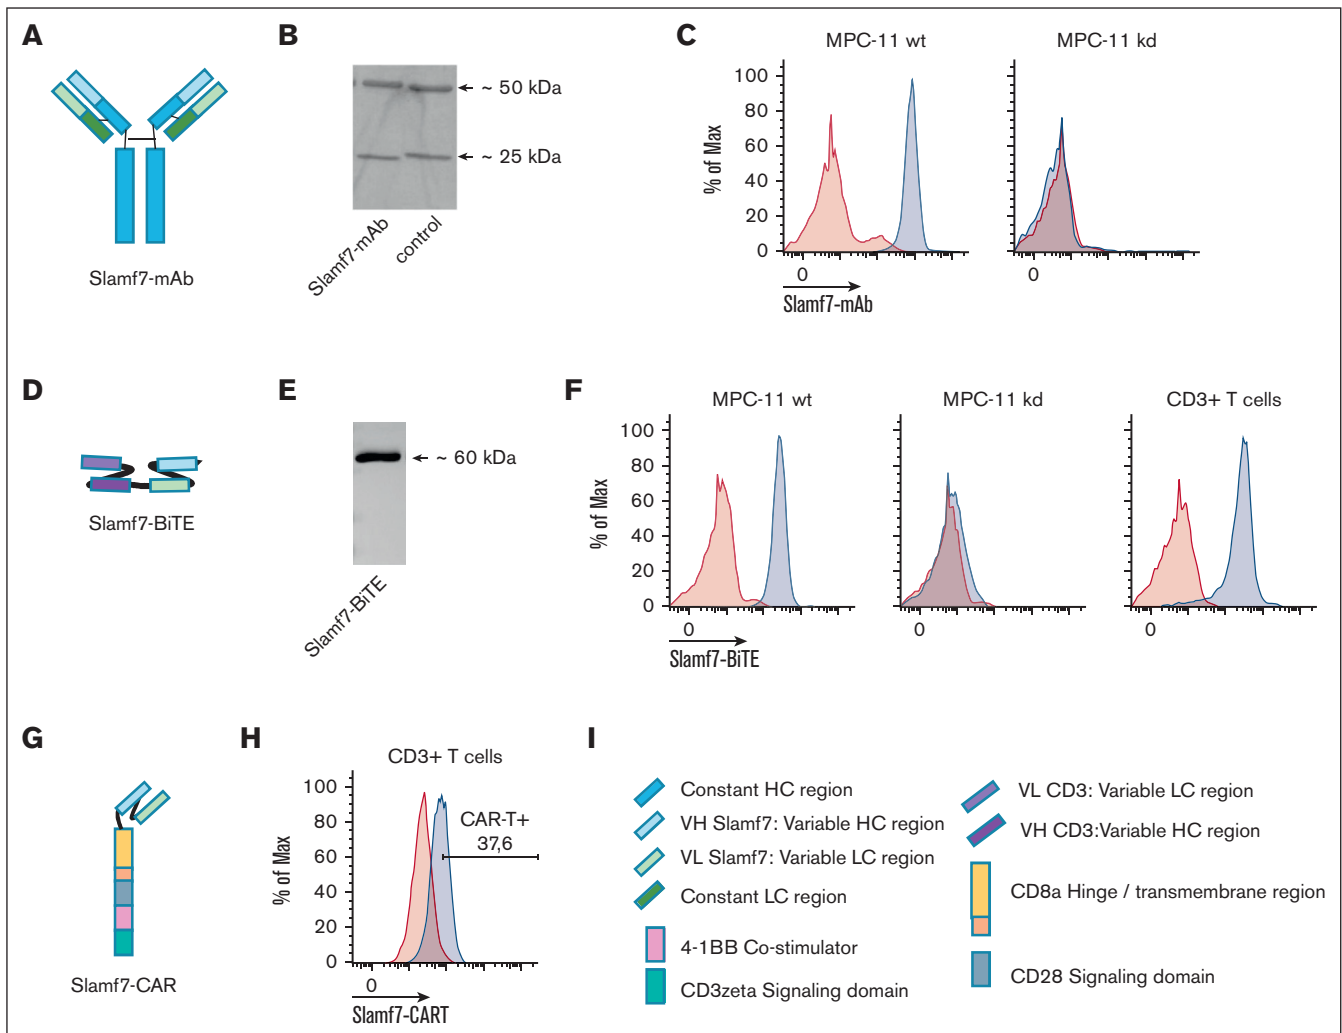 A
Slamf7-mAb
B
~ 50 kDa
~ 25 kDa
Slamf7-mAb
control
C
MPC-11 wt
MPC-11 kd
% of Max
100
80
60
40
20
0
0
0
Slamf7-mAb
D
Slamf7-BiTE
E
~ 60 kDa
Slamf7-BiTE
F
MPC-11 wt
MPC-11 kd
CD3+ T cells
% of Max
100
80
60
40
20
0
0
0
0
Slamf7-BiTE
G
Slamf7-CAR
H
CD3+ T cells
% of Max
100
80
60
40
20
0
CAR-T+
37,6
0
Slamf7-CART
I
Constant HC region
VH Slamf7: Variable HC region
VL Slamf7: Variable LC region
Constant LC region
4-1BB Co-stimulator
CD3zeta Signaling domain
VL CD3: Variable LC region
VH CD3:Variable HC region
CD8a Hinge / transmembrane region
CD28 Signaling domain